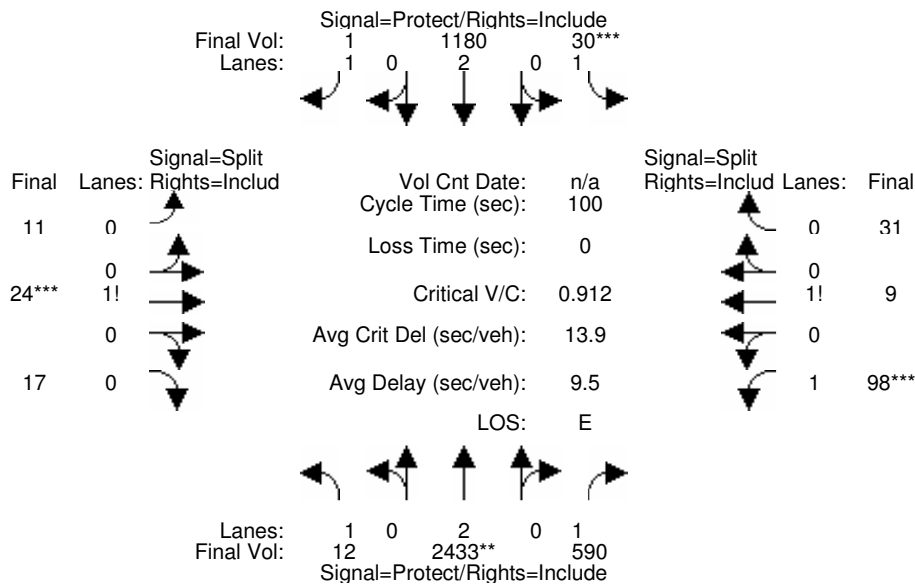 Signal=Protect/Rights=Include
Final Vol: 1 1180 30***
Lanes: 1 0 2 0 1
Signal=Split Signal=Split
Final Lanes: Rights=Includ Vol Cnt Date: n/a Rights=Includ Lanes: Final
Cycle Time (sec): 100
11 0 0 31
Loss Time (sec): 0
0 0
24*** 1! Critical V/C: 0.912 1! 9
0 Avg Crit Del (sec/veh): 13.9 0
17 0 Avg Delay (sec/veh): 9.5 1 98***
LOS: E
Lanes: 1 0 2 0 1
Final Vol: 12 2433** 590
Signal=Protect/Rights=Include